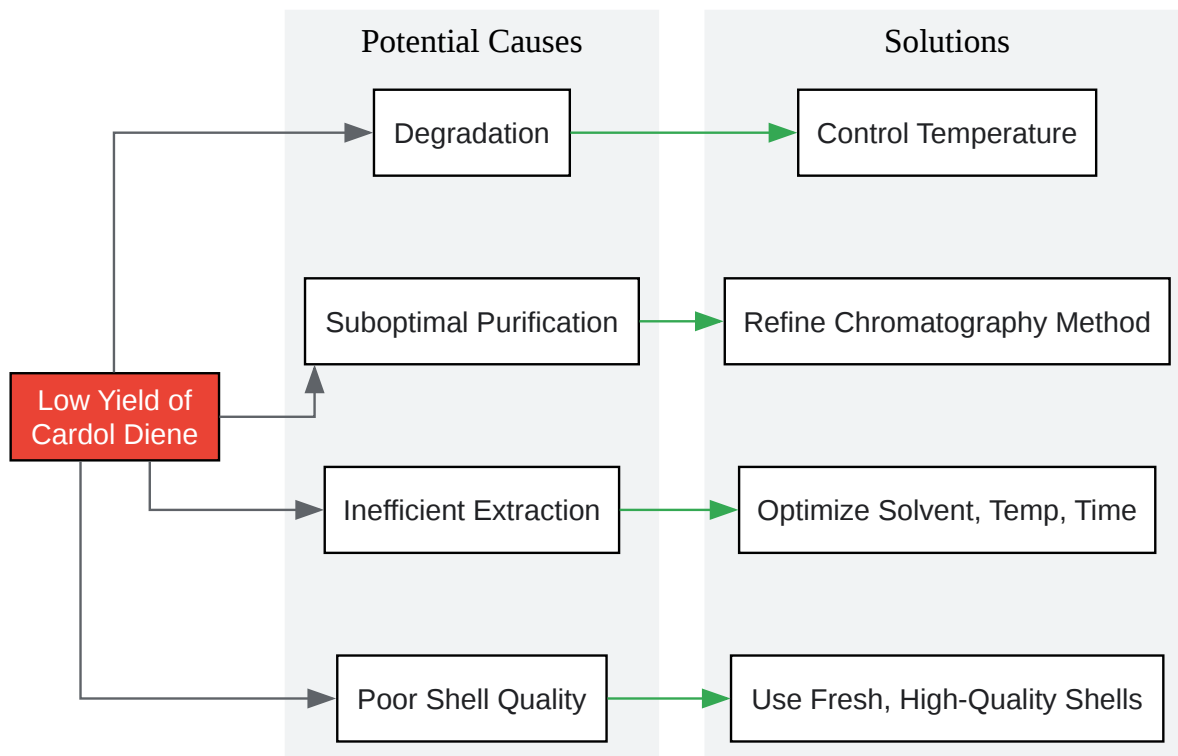 Potential Causes
Solutions
Degradation
Control Temperature
Suboptimal Purification
Refine Chromatography Method
Low Yield of
Cardol Diene
Inefficient Extraction
Optimize Solvent, Temp, Time
Poor Shell Quality
Use Fresh, High-Quality Shells